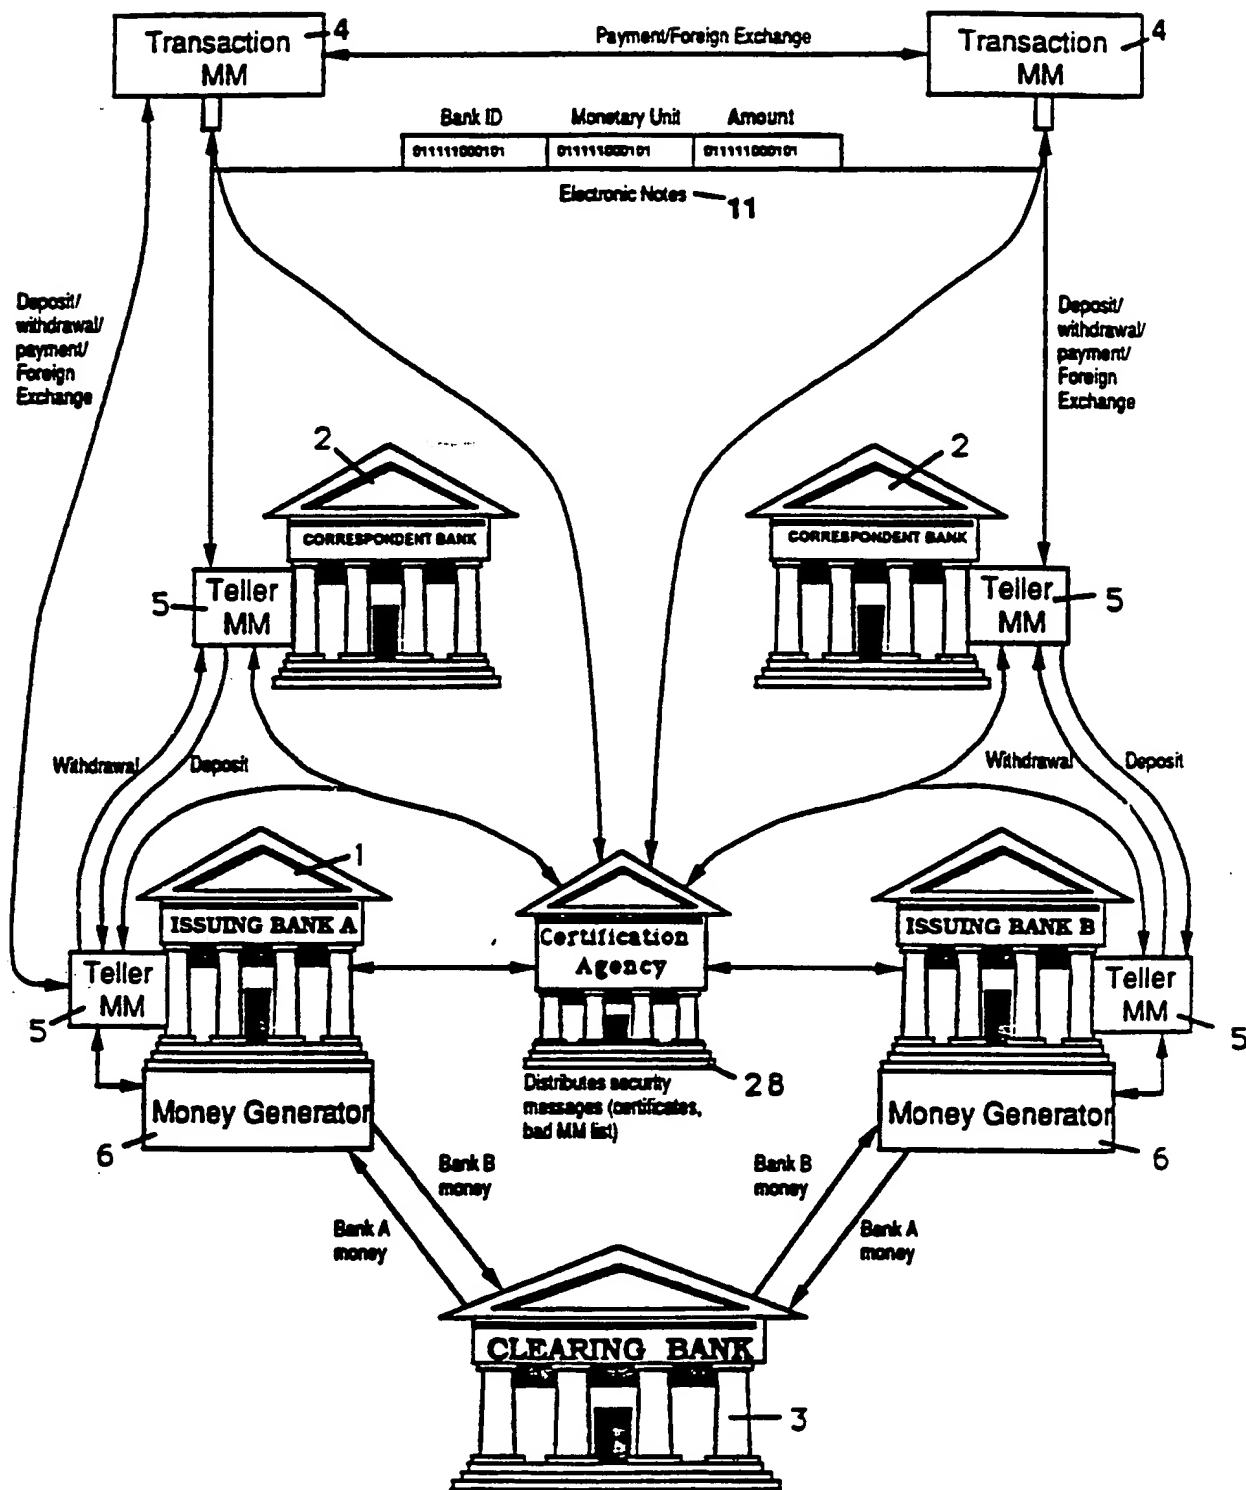 Transaction
MM
4
Payment/Foreign Exchange
Transaction
MM
4
Bank ID
Monetary Unit
Amount
011111000101
011111000101
011111000101
Electronic Notes
11
Deposit/
withdrawal/
payment/
Foreign
Exchange
Deposit/
withdrawal/
payment/
Foreign
Exchange
2
CORRESPONDENT BANK
2
CORRESPONDENT BANK
Teller
MM
5
Teller
MM
5
Withdrawal
Deposit
Withdrawal
Deposit
1
ISSUING BANK A
Certification
Agency
ISSUING BANK B
Teller
MM
5
Teller
MM
5
28
Distributes security
messages (certificates,
bad MM list)
Money Generator
6
Money Generator
6
Bank B
money
Bank A
money
Bank B
money
Bank A
money
CLEARING BANK
3